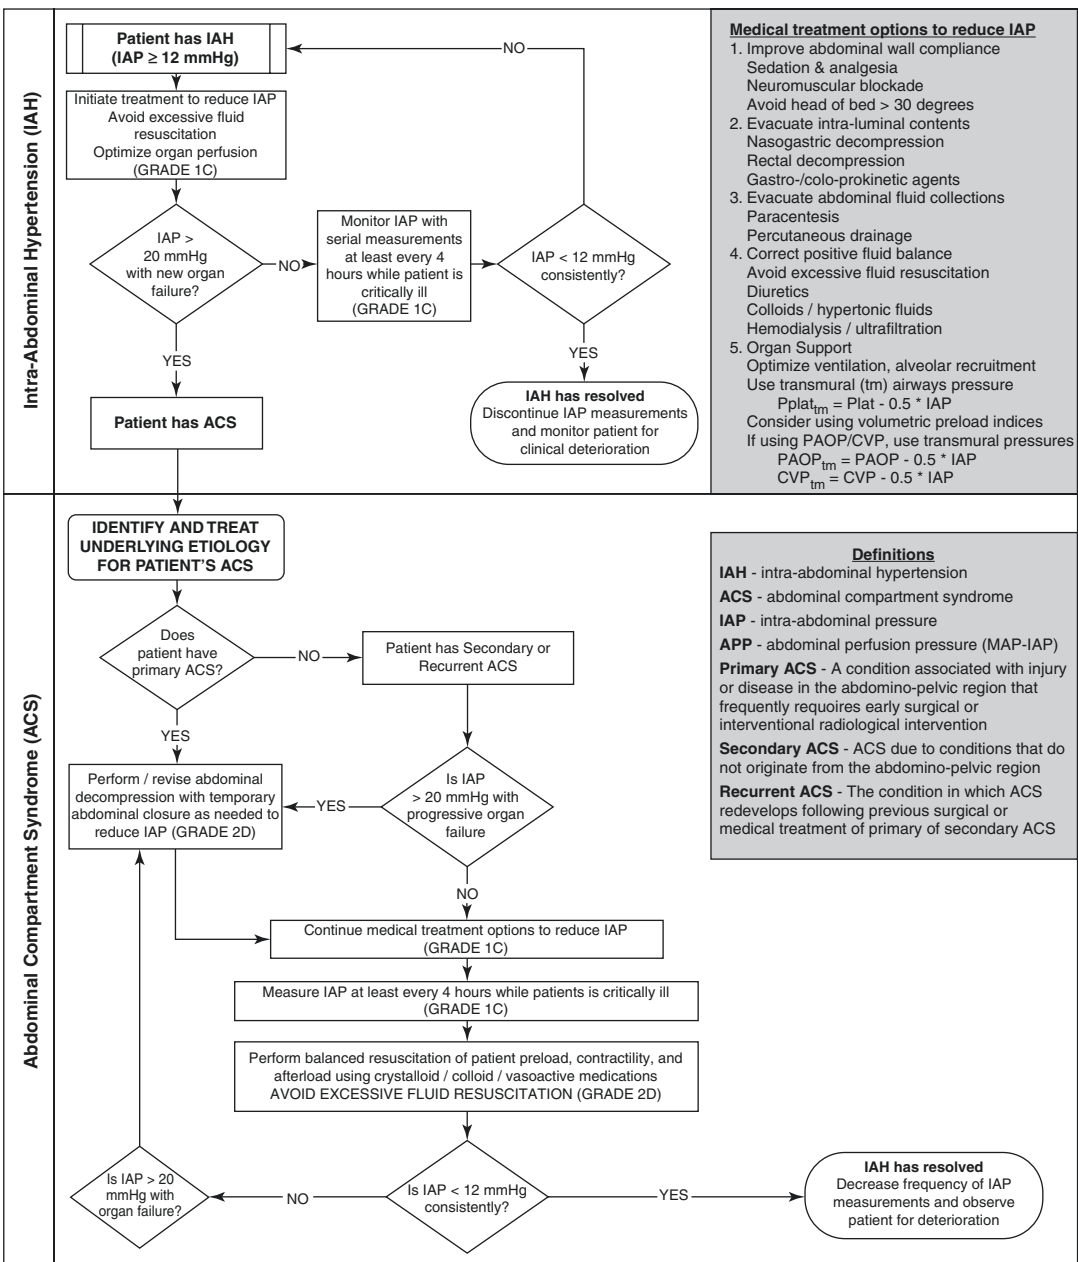 Intra-Abdominal Hypertension (IAH)
Patient has IAH
(IAP ≥ 12 mmHg)
NO
Initiate treatment to reduce IAP
Avoid excessive fluid
resuscitation
Optimize organ perfusion
(GRADE 1C)
IAP >
20 mmHg
with new organ
failure?
NO
Monitor IAP with
serial measurements
at least every 4
hours while patient is
critically ill
(GRADE 1C)
IAP < 12 mmHg
consistently?
YES
YES
Patient has ACS
IAH has resolved
Discontinue IAP measurements
and monitor patient for
clinical deterioration
Medical treatment options to reduce IAP
1. Improve abdominal wall compliance
Sedation & analgesia
Neuromuscular blockade
Avoid head of bed > 30 degrees
2. Evacuate intra-luminal contents
Nasogastric decompression
Rectal decompression
Gastro-/colo-prokinetic agents
3. Evacuate abdominal fluid collections
Paracentesis
Percutaneous drainage
4. Correct positive fluid balance
Avoid excessive fluid resuscitation
Diuretics
Colloids / hypertonic fluids
Hemodialysis / ultrafiltration
5. Organ Support
Optimize ventilation, alveolar recruitment
Use transmural (tm) airways pressure
Pplattm = Plat - 0.5 * IAP
Consider using volumetric preload indices
If using PAOP/CVP, use transmural pressures
PAOPtm = PAOP - 0.5 * IAP
CVPtm = CVP - 0.5 * IAP
Abdominal Compartment Syndrome (ACS)
IDENTIFY AND TREAT
UNDERLYING ETIOLOGY
FOR PATIENT'S ACS
Does
patient have
primary ACS?
NO
Patient has Secondary or
Recurrent ACS
YES
Perform / revise abdominal
decompression with temporary
abdominal closure as needed to
reduce IAP (GRADE 2D)
YES
Is IAP
> 20 mmHg with
progressive organ
failure
NO
Continue medical treatment options to reduce IAP
(GRADE 1C)
Measure IAP at least every 4 hours while patients is critically ill
(GRADE 1C)
Perform balanced resuscitation of patient preload, contractility, and
afterload using crystalloid / colloid / vasoactive medications
AVOID EXCESSIVE FLUID RESUSCITATION (GRADE 2D)
Is IAP > 20
mmHg with
organ failure?
NO
Is IAP < 12 mmHg
consistently?
YES
IAH has resolved
Decrease frequency of IAP
measurements and observe
patient for deterioration
Definitions
IAH - intra-abdominal hypertension
ACS - abdominal compartment syndrome
IAP - intra-abdominal pressure
APP - abdominal perfusion pressure (MAP-IAP)
Primary ACS - A condition associated with injury
or disease in the abdomino-pelvic region that
frequently requoires early surgical or
interventional radiological intervention
Secondary ACS - ACS due to conditions that do
not originate from the abdomino-pelvic region
Recurrent ACS - The condition in which ACS
redevelops following previous surgical or
medical treatment of primary of secondary ACS